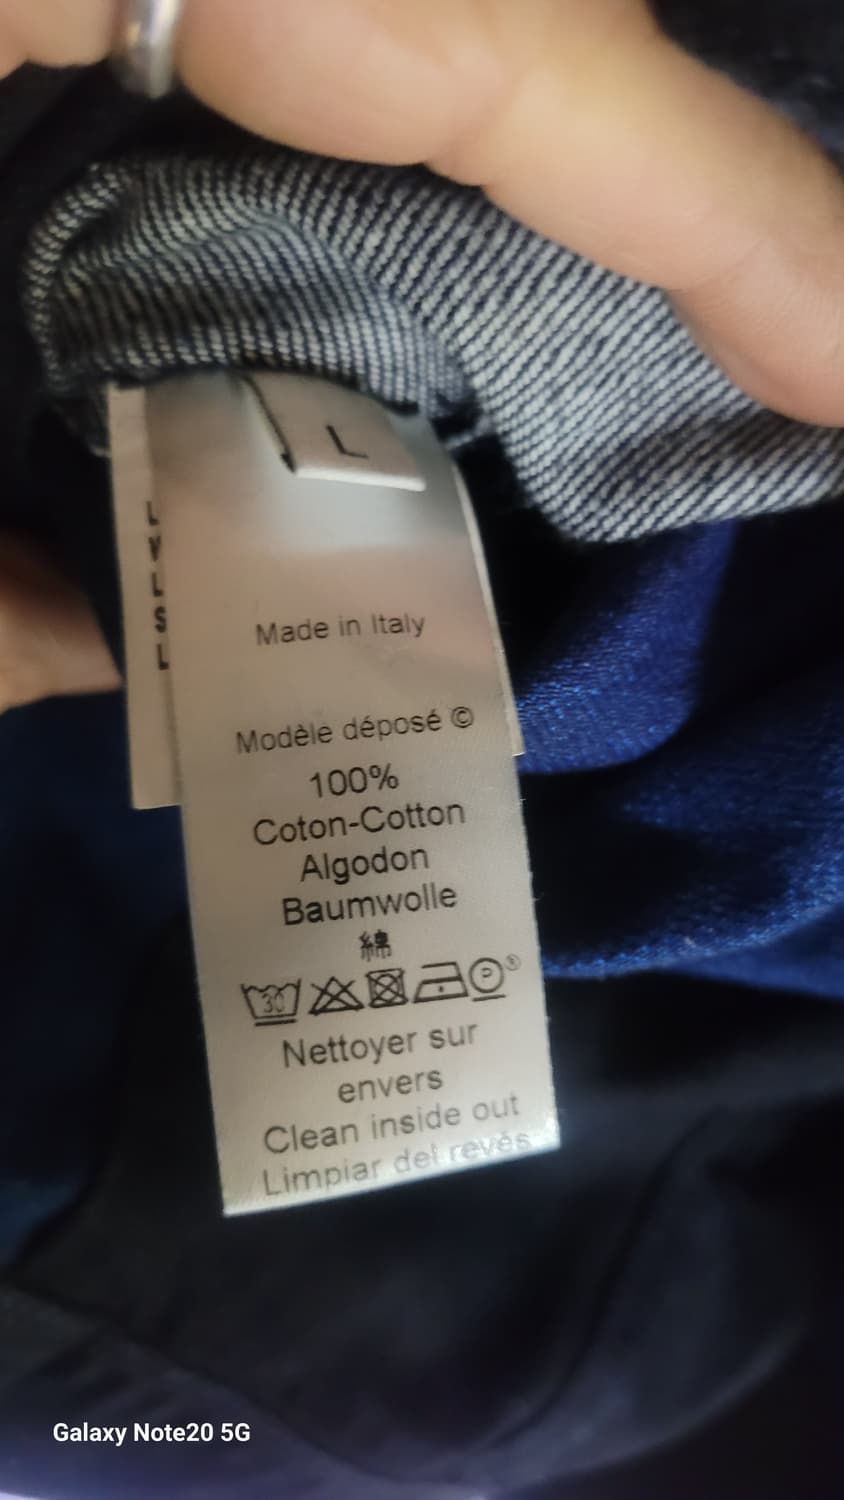 L
Made in Italy
Modèle déposé ©
100%
Coton-Cotton
Algodon
Baumwolle
綿
30 P
Nettoyer sur
envers
Clean inside out
Limpiar del revés
Galaxy Note20 5G